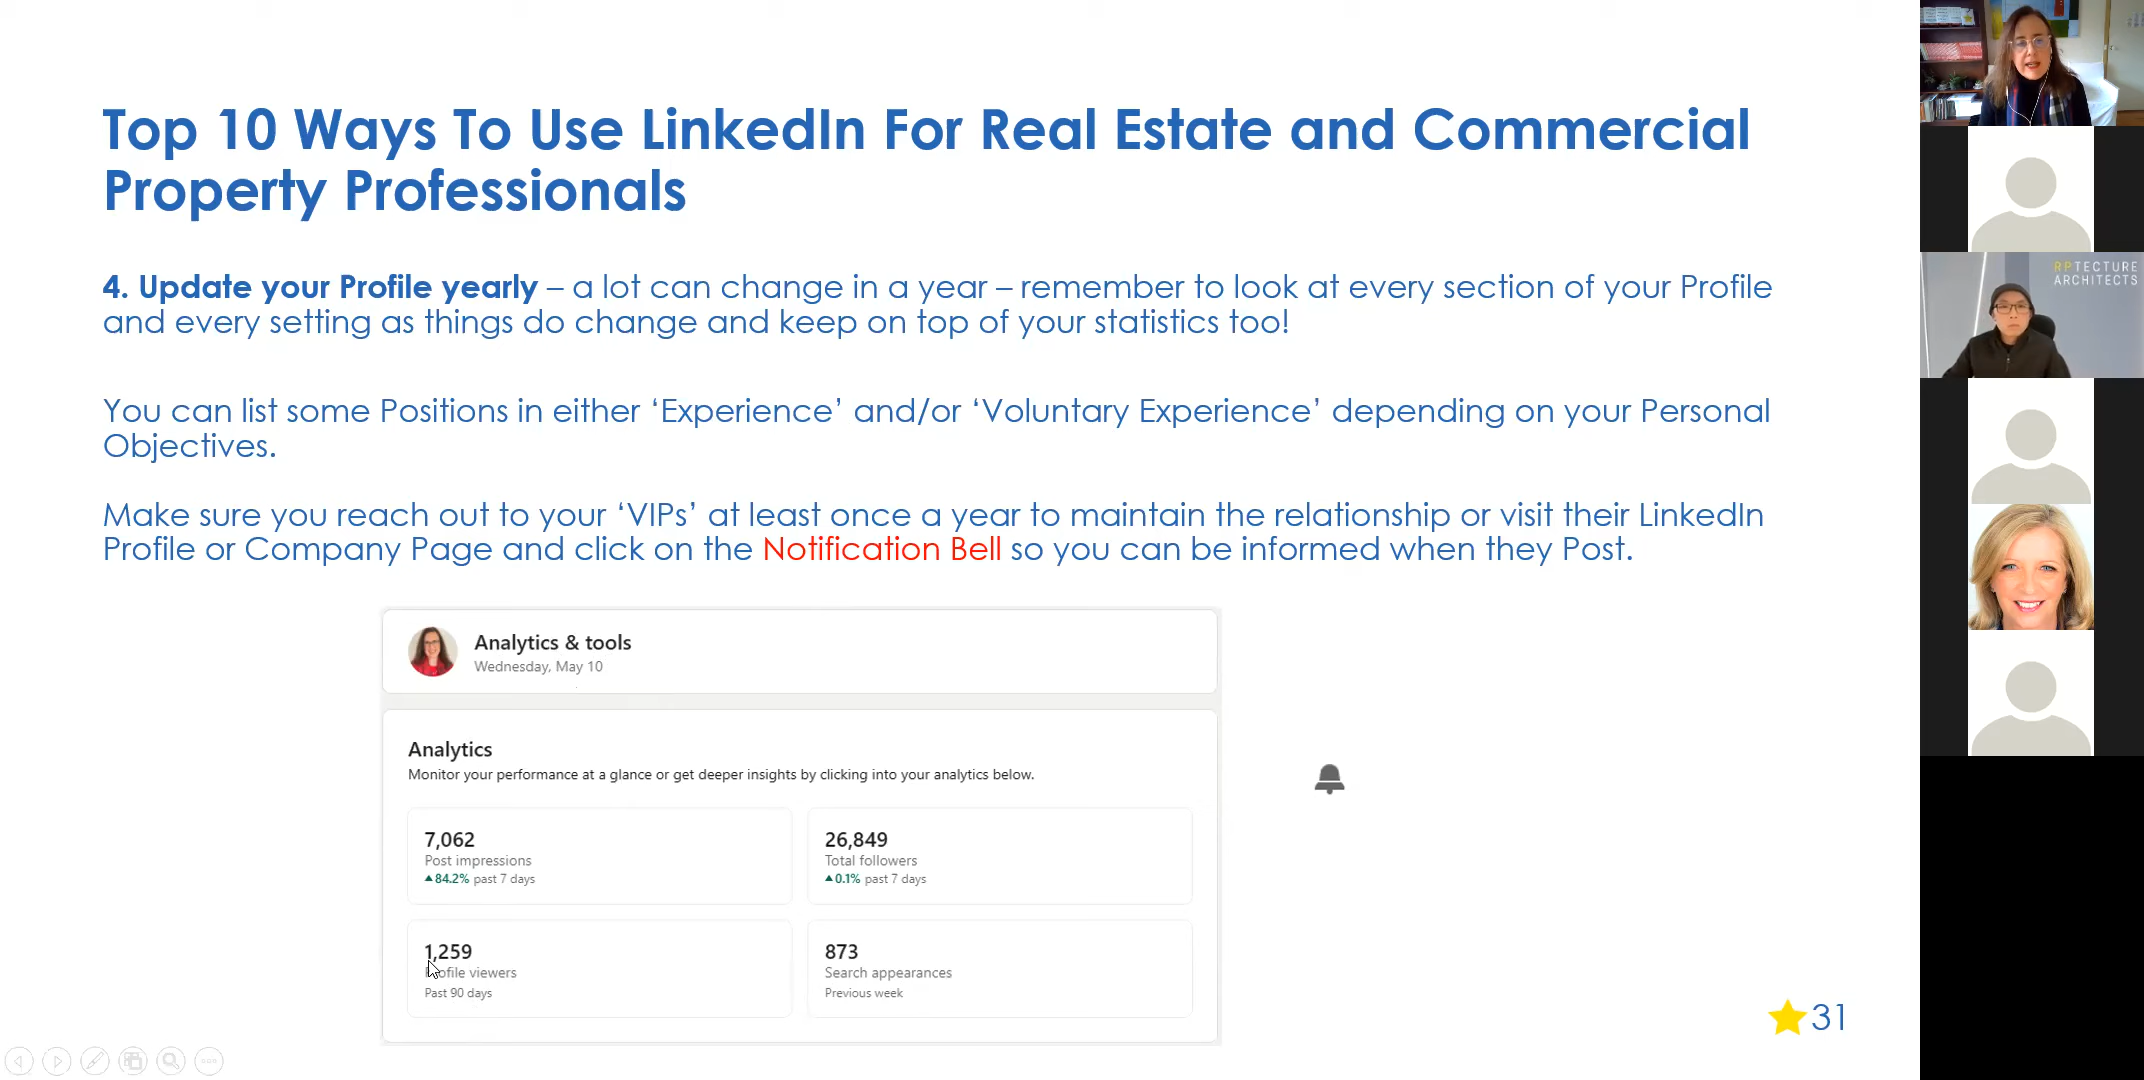 Top 10 Ways To Use LinkedIn For Real Estate and Commercial
Property Professionals
4. Update your Profile yearly – a lot can change in a year – remember to look at every section of your Profile
and every setting as things do change and keep on top of your statistics too!
You can list some Positions in either ‘Experience’ and/or ‘Voluntary Experience’ depending on your Personal
Objectives.
Make sure you reach out to your ‘VIPs’ at least once a year to maintain the relationship or visit their LinkedIn
Profile or Company Page and click on the Notification Bell so you can be informed when they Post.
Analytics & tools
Wednesday, May 10
Analytics
Monitor your performance at a glance or get deeper insights by clicking into your analytics below.
7,062
Post impressions
▲84.2% past 7 days
26,849
Total followers
▲0.1% past 7 days
1,259
Profile viewers
Past 90 days
873
Search appearances
Previous week
31
RPTECTURE
ARCHITECTS